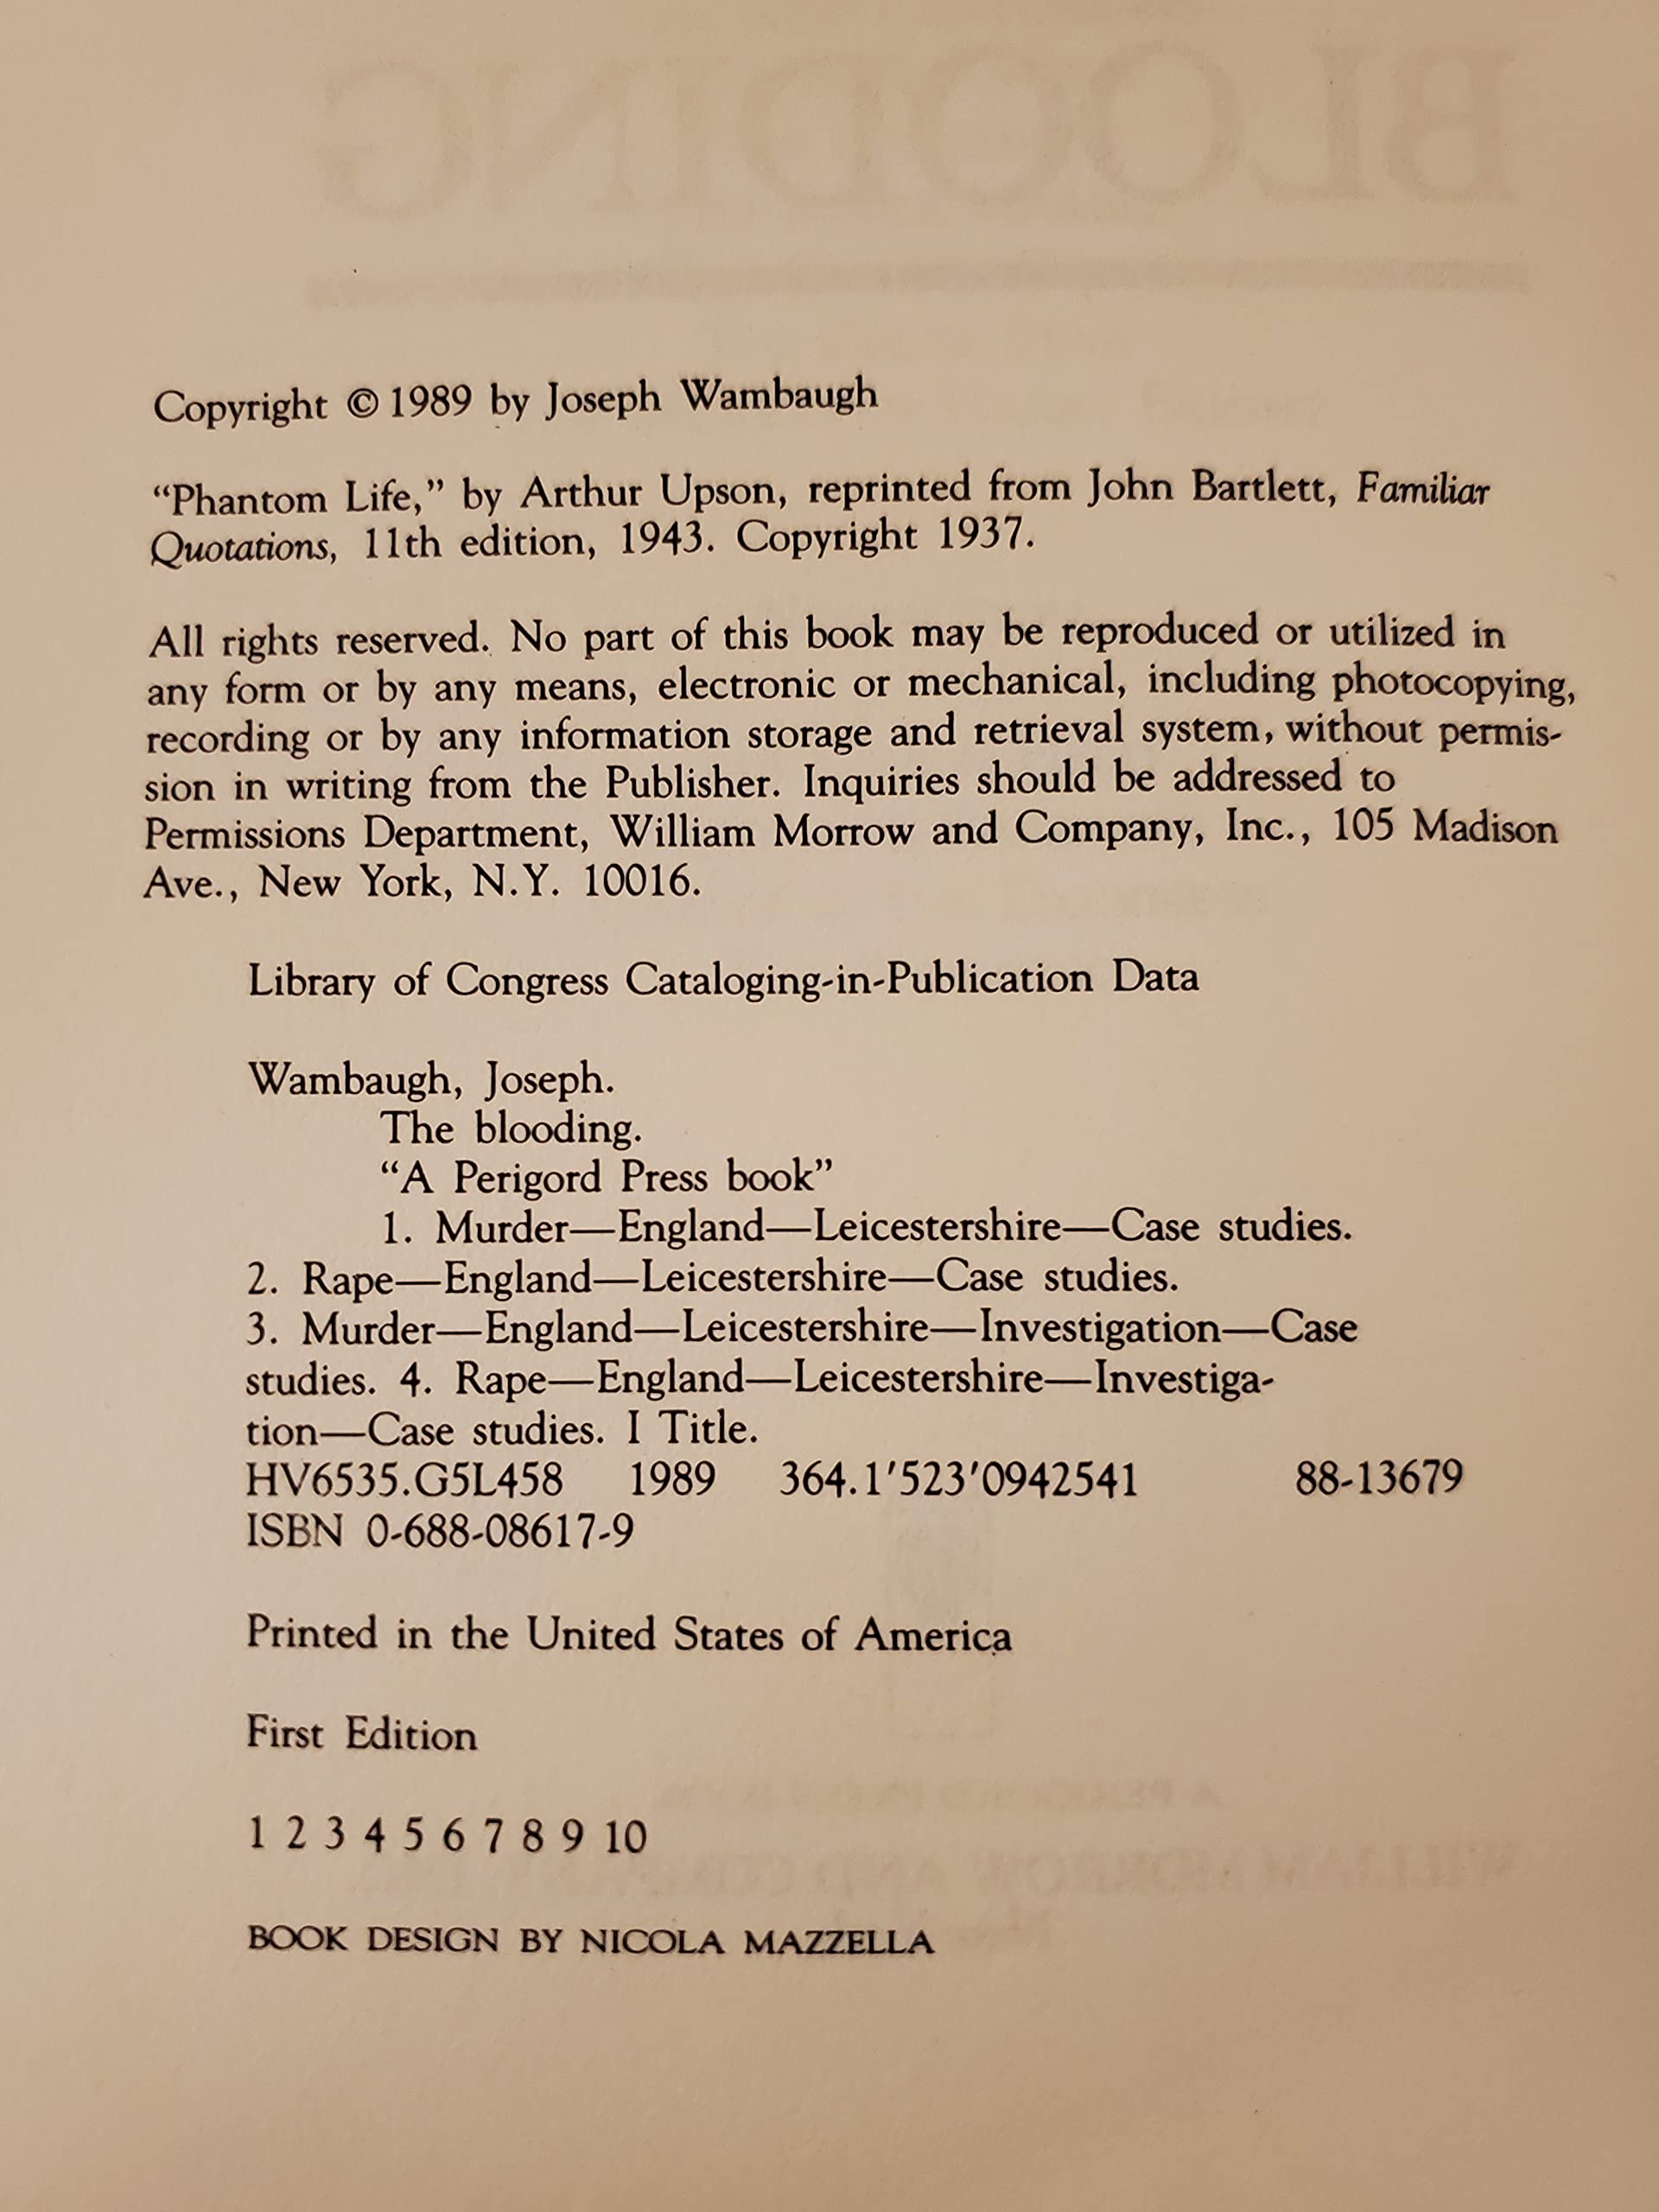 BLOODING
Copyright © 1989 by Joseph Wambaugh
“Phantom Life,” by Arthur Upson, reprinted from John Bartlett, Familiar
Quotations, 11th edition, 1943. Copyright 1937.
All rights reserved. No part of this book may be reproduced or utilized in
any form or by any means, electronic or mechanical, including photocopying,
recording or by any information storage and retrieval system, without permis-
sion in writing from the Publisher. Inquiries should be addressed to
Permissions Department, William Morrow and Company, Inc., 105 Madison
Ave., New York, N.Y. 10016.
Library of Congress Cataloging-in-Publication Data
Wambaugh, Joseph.
The blooding.
“A Perigord Press book”
1. Murder—England—Leicestershire—Case studies.
2. Rape—England—Leicestershire—Case studies.
3. Murder—England—Leicestershire—Investigation—Case
studies. 4. Rape—England—Leicestershire—Investiga-
tion—Case studies. I Title.
HV6535.G5L458 1989 364.1′523′0942541 88-13679
ISBN 0-688-08617-9
Printed in the United States of America
First Edition
1 2 3 4 5 6 7 8 9 10
BOOK DESIGN BY NICOLA MAZZELLA